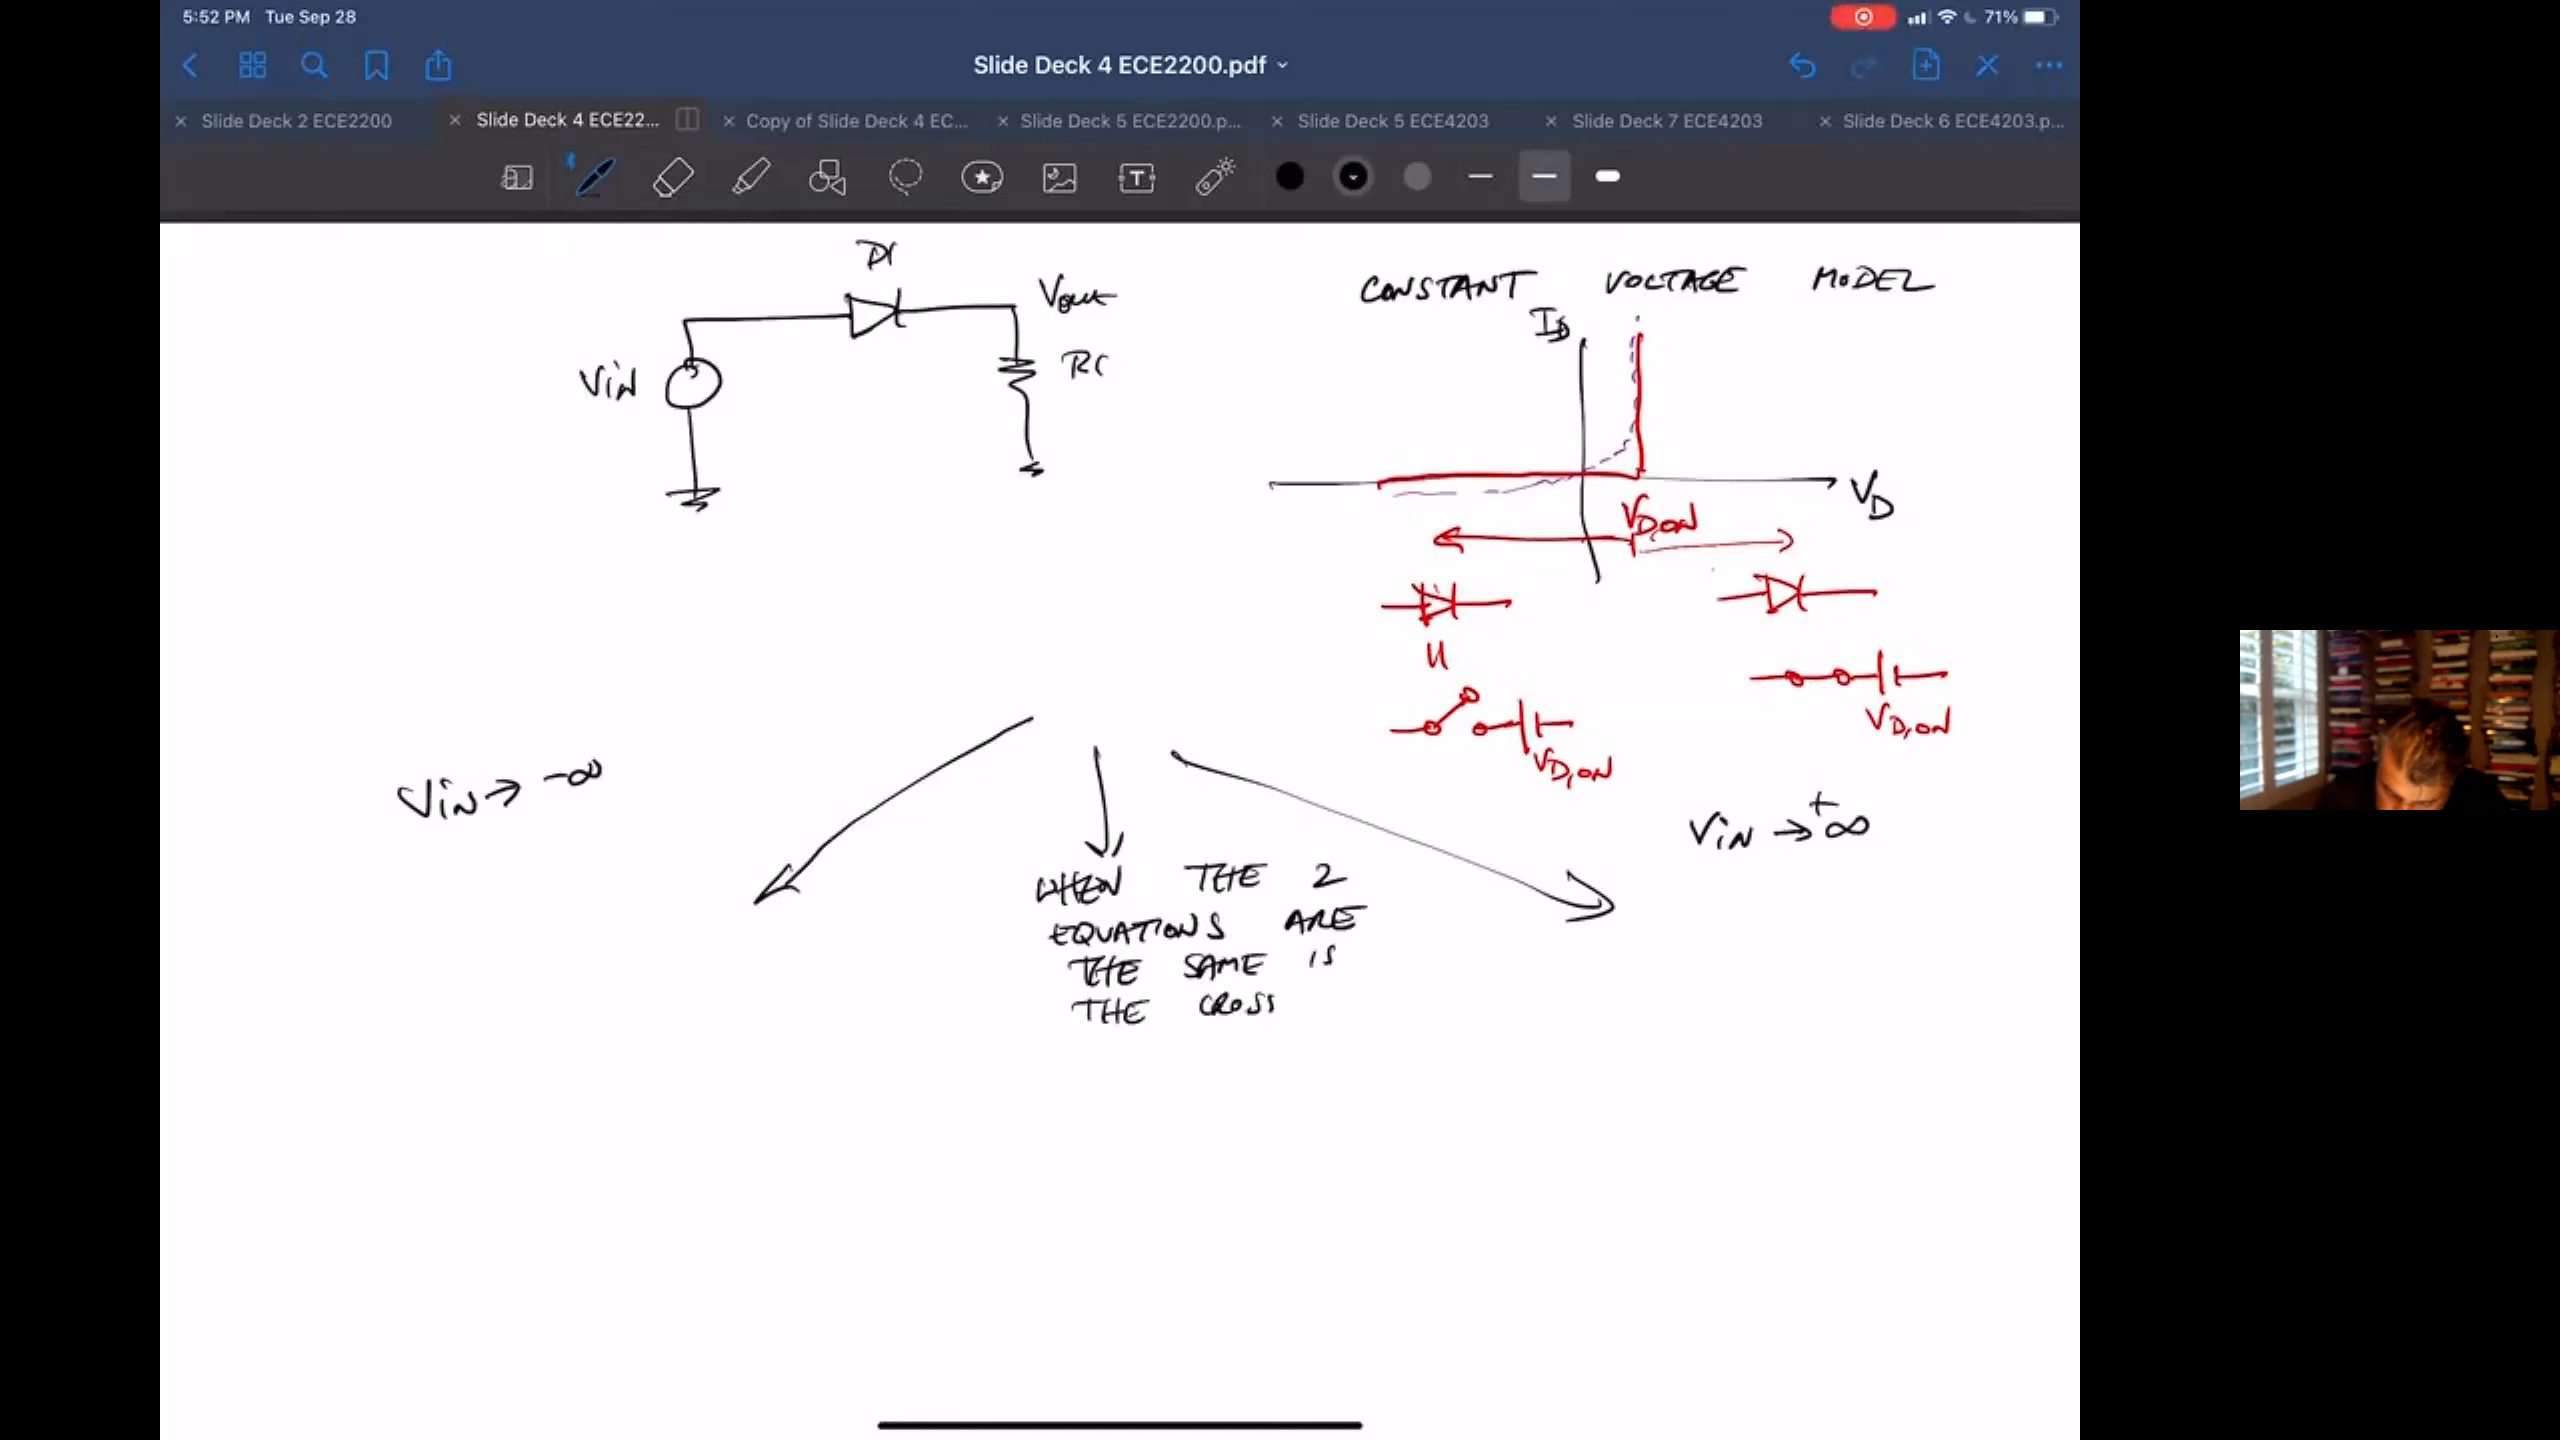 5:52 PM Tue Sep 28
71%
Slide Deck 4 ECE2200.pdf
Slide Deck 2 ECE2200
Slide Deck 4 ECE22...
Copy of Slide Deck 4 EC...
Slide Deck 5 ECE2200.p...
Slide Deck 5 ECE4203
Slide Deck 7 ECE4203
Slide Deck 6 ECE4203.p...
T
D1
Vout
Vin
R1
CONSTANT VOLTAGE MODEL
ID
VD
VD,ON
VD,ON
VD,ON
Vin → -∞
Vin → +∞
WHEN THE 2
EQUATIONS ARE
THE SAME IS
THE CROSS